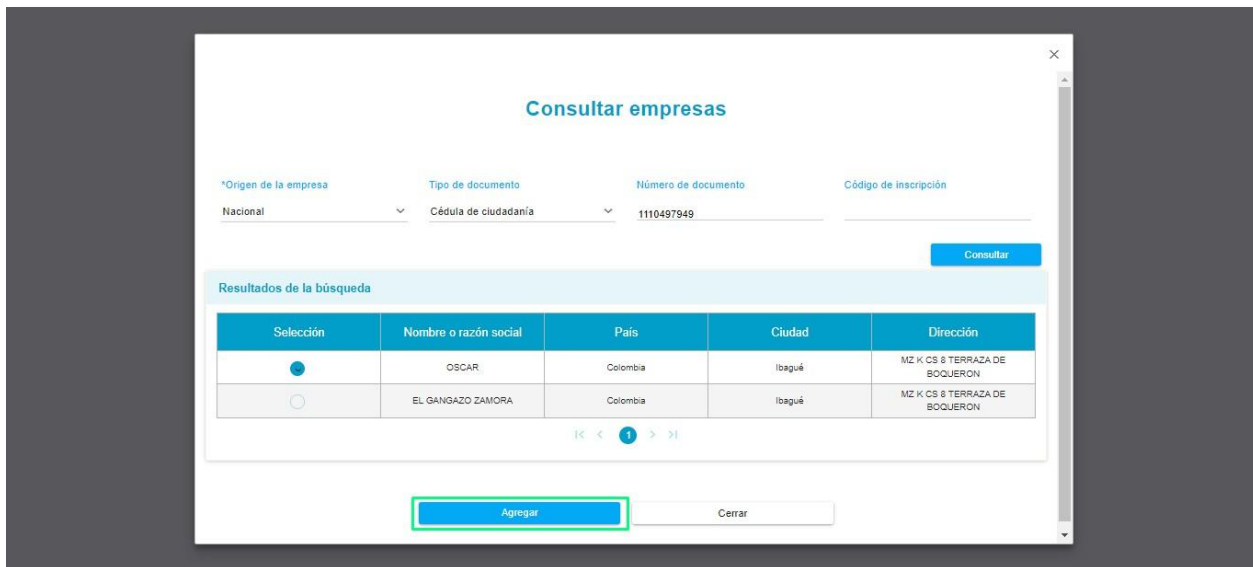 Consultar empresas
*Origen de la empresa Tipo de documento Número de documento Código de inscripción
Nacional Cédula de ciudadanía 1110497949
Consultar
Resultados de la búsqueda
Selección Nombre o razón social País Ciudad Dirección
OSCAR Colombia Ibagué MZ K CS 8 TERRAZA DE
BOQUERON
EL GANGAZO ZAMORA Colombia Ibagué MZ K CS 8 TERRAZA DE
BOQUERON
1
Agregar Cerrar